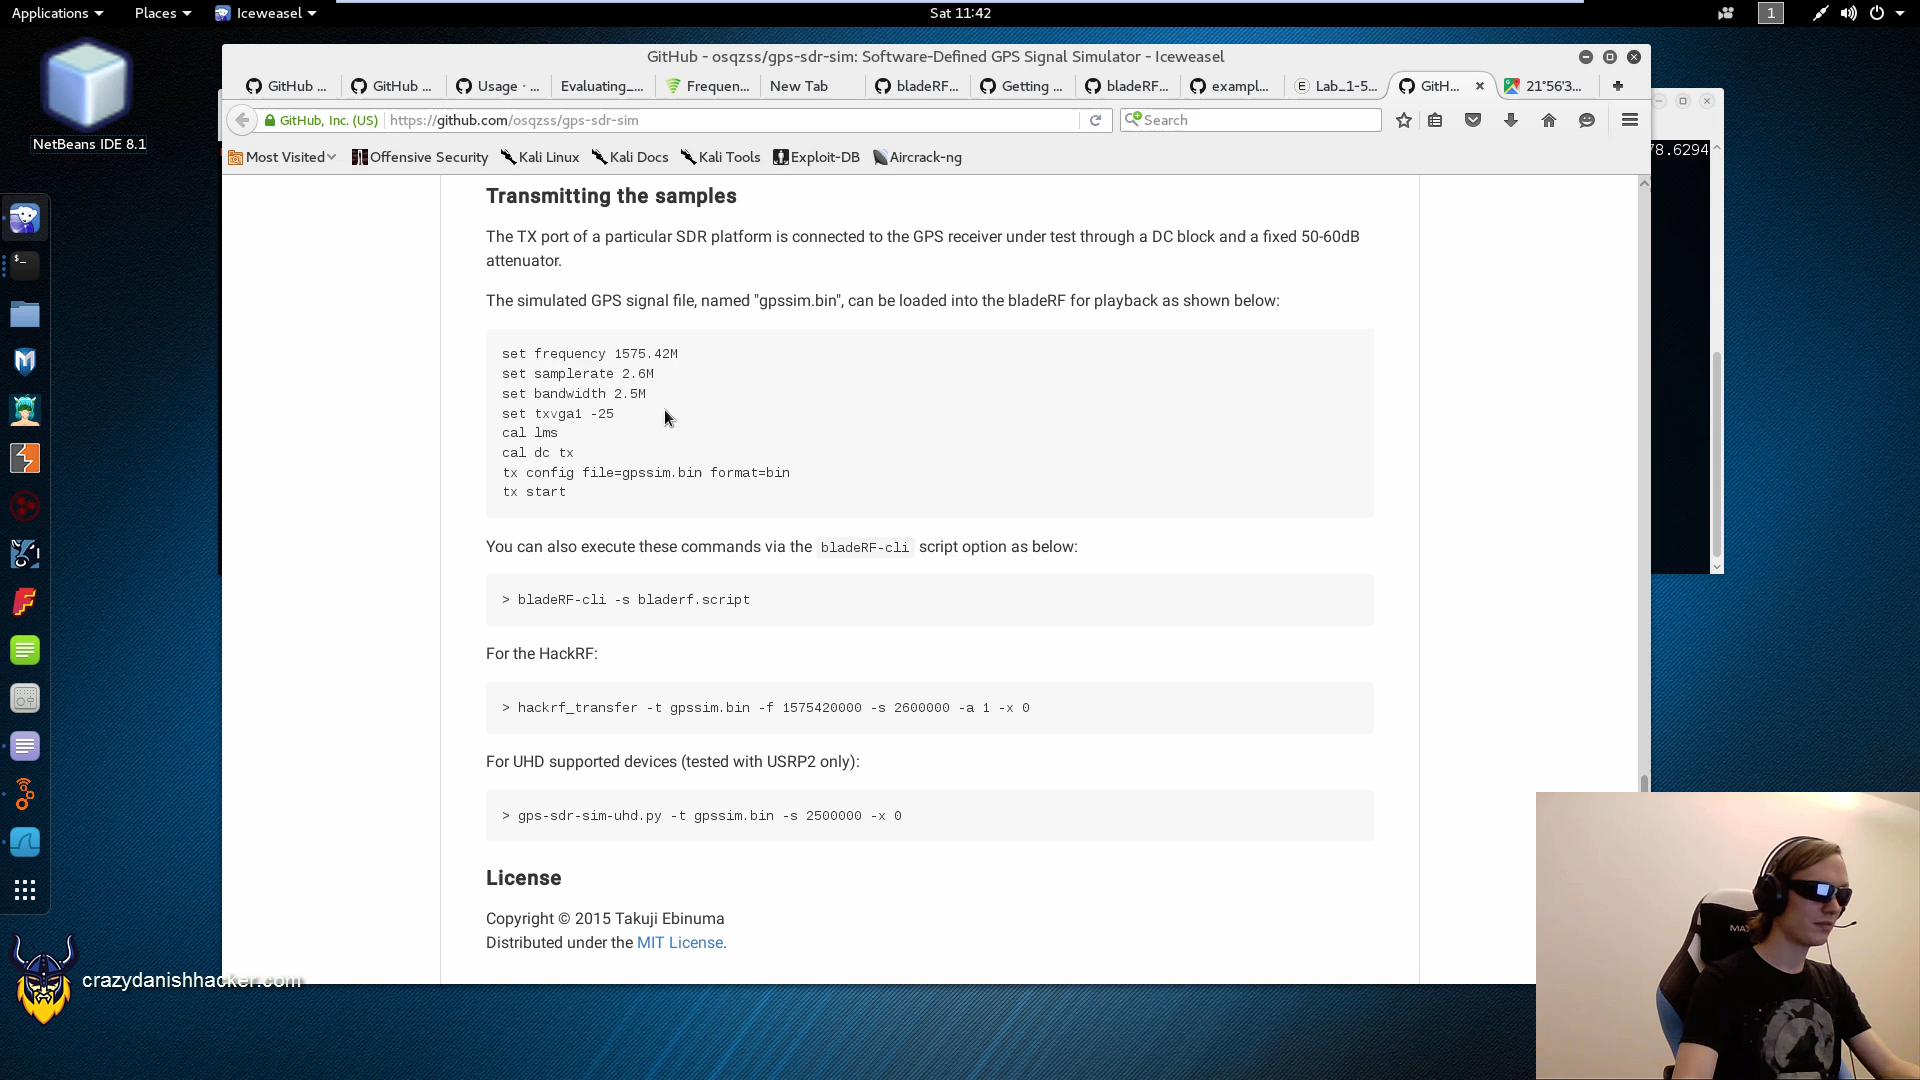 Applications Places Iceweasel Sat 11:42 1
NetBeans IDE 8.1
GitHub - osqzss/gps-sdr-sim: Software-Defined GPS Signal Simulator - Iceweasel
GitHub ... GitHub ... Usage · ... Evaluating_... Frequen... New Tab bladeRF... Getting ... bladeRF... exampl... Lab_1-5... GitH... 21°56'3...
GitHub, Inc. (US) https://github.com/osqzss/gps-sdr-sim Search
Most Visited Offensive Security Kali Linux Kali Docs Kali Tools Exploit-DB Aircrack-ng
78.6294
Transmitting the samples
The TX port of a particular SDR platform is connected to the GPS receiver under test through a DC block and a fixed 50-60dB
attenuator.
The simulated GPS signal file, named "gpssim.bin", can be loaded into the bladeRF for playback as shown below:
set frequency 1575.42M
set samplerate 2.6M
set bandwidth 2.5M
set txvga1 -25
cal lms
cal dc tx
tx config file=gpssim.bin format=bin
tx start
You can also execute these commands via the bladeRF-cli script option as below:
> bladeRF-cli -s bladerf.script
For the HackRF:
> hackrf_transfer -t gpssim.bin -f 1575420000 -s 2600000 -a 1 -x 0
For UHD supported devices (tested with USRP2 only):
> gps-sdr-sim-uhd.py -t gpssim.bin -s 2500000 -x 0
License
Copyright © 2015 Takuji Ebinuma
Distributed under the MIT License.
crazydanishhacker.com